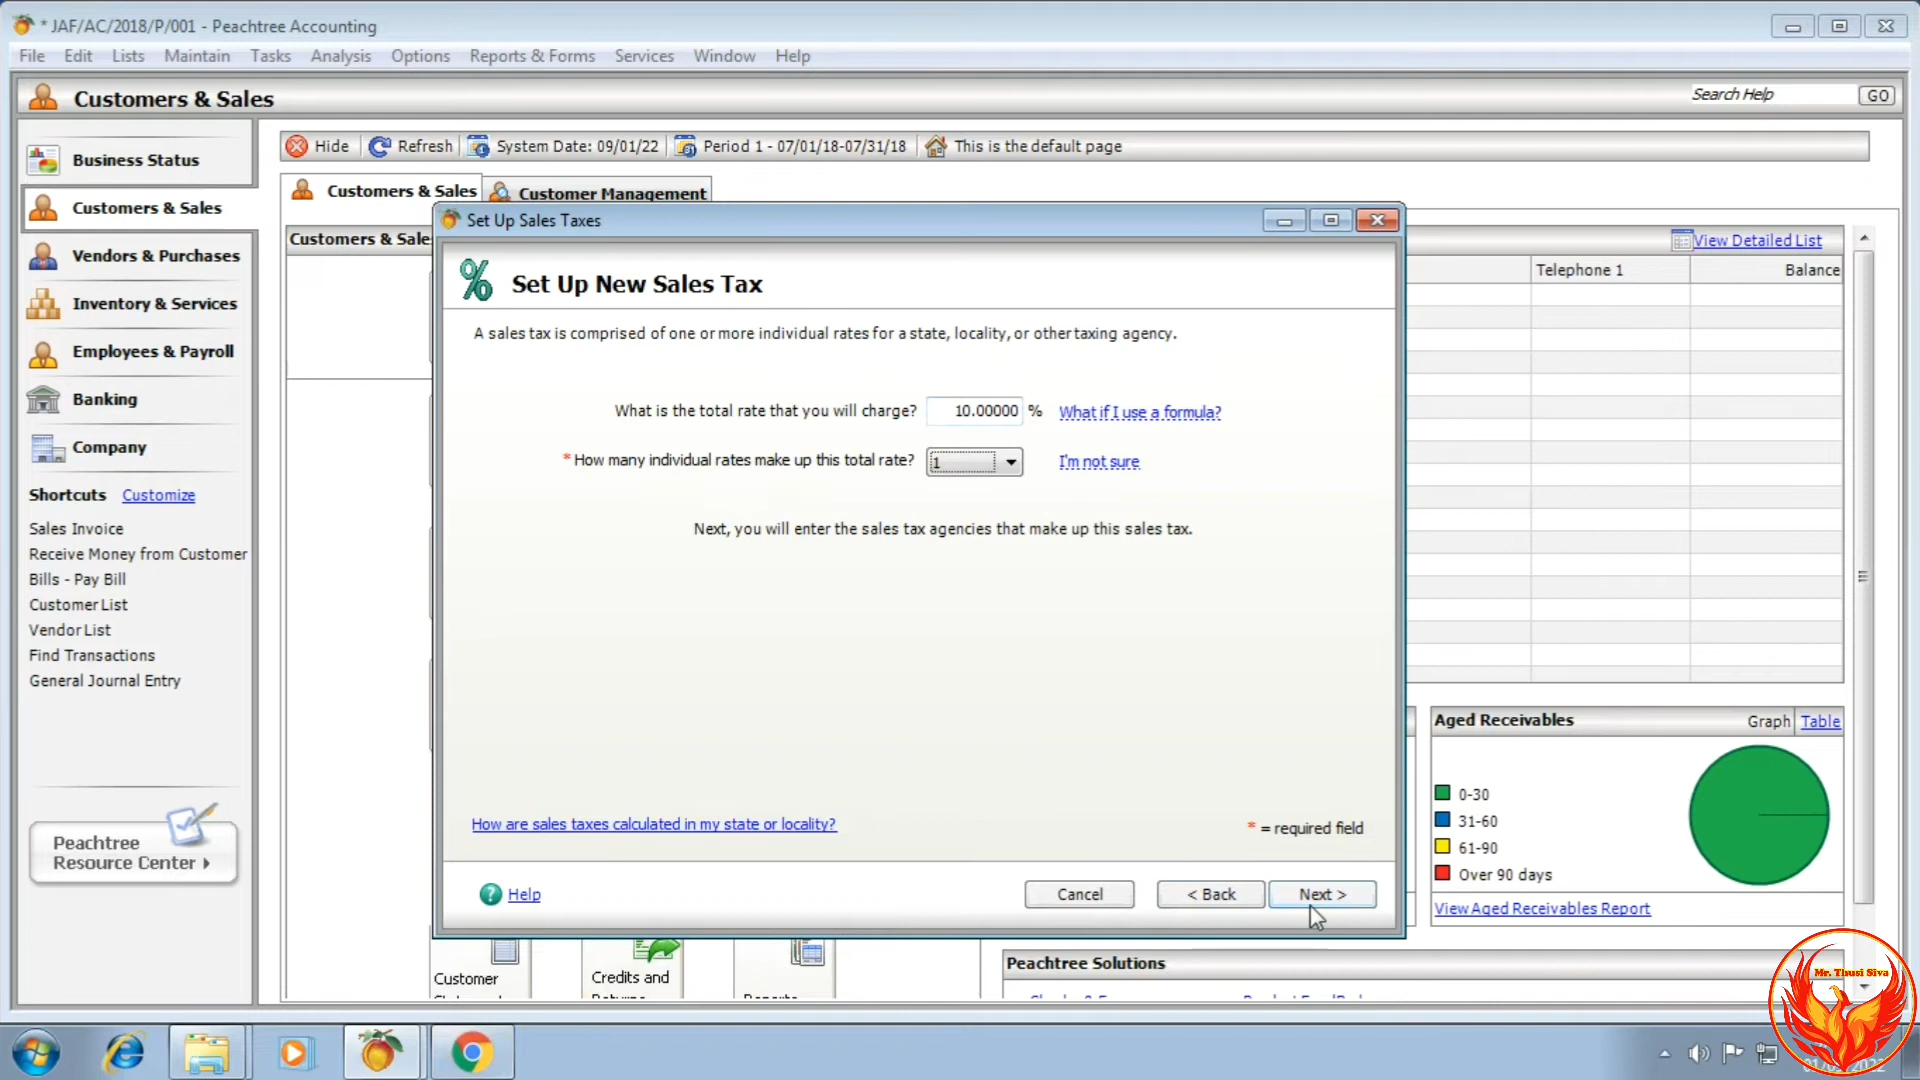 * JAF/AC/2018/P/001 - Peachtree Accounting
File Edit Lists Maintain Tasks Analysis Options Reports & Forms Services Window Help
Customers & Sales
Search Help GO
Business Status
Customers & Sales
Vendors & Purchases
Inventory & Services
Employees & Payroll
Banking
Company
Shortcuts Customize
Sales Invoice
Receive Money from Customer
Bills - Pay Bill
Customer List
Vendor List
Find Transactions
General Journal Entry
Peachtree
Resource Center
Hide Refresh System Date: 09/01/22 Period 1 - 07/01/18-07/31/18 This is the default page
Customers & Sales Customer Management
Customers & Sale
View Detailed List
Telephone 1 Balance
Set Up Sales Taxes
% Set Up New Sales Tax
A sales tax is comprised of one or more individual rates for a state, locality, or other taxing agency.
What is the total rate that you will charge? 10.00000 % What if I use a formula?
* How many individual rates make up this total rate? 1 I'm not sure
Next, you will enter the sales tax agencies that make up this sales tax.
How are sales taxes calculated in my state or locality?
* = required field
? Help Cancel < Back Next >
Aged Receivables Graph Table
0-30
31-60
61-90
Over 90 days
View Aged Receivables Report
Customer
Credits and
Peachtree Solutions
Mr. Thusi Siva